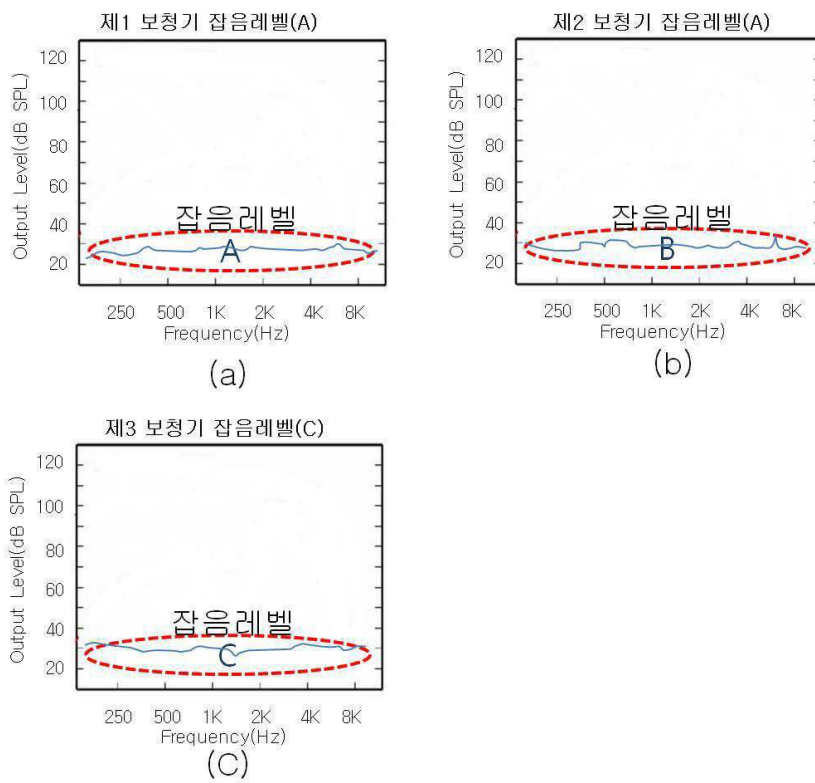 제1 보청기 잡음레벨(A)
Output Level(dB SPL)
120
100
80
60
40
20
잡음레벨
A
250 500 1K 2K 4K 8K
Frequency(Hz)
(a)
제2 보청기 잡음레벨(A)
Output Level(dB SPL)
120
100
80
60
40
20
잡음레벨
B
250 500 1K 2K 4K 8K
Frequency(Hz)
(b)
제3 보청기 잡음레벨(C)
Output Level(dB SPL)
120
100
80
60
40
20
잡음레벨
C
250 500 1K 2K 4K 8K
Frequency(Hz)
(C)